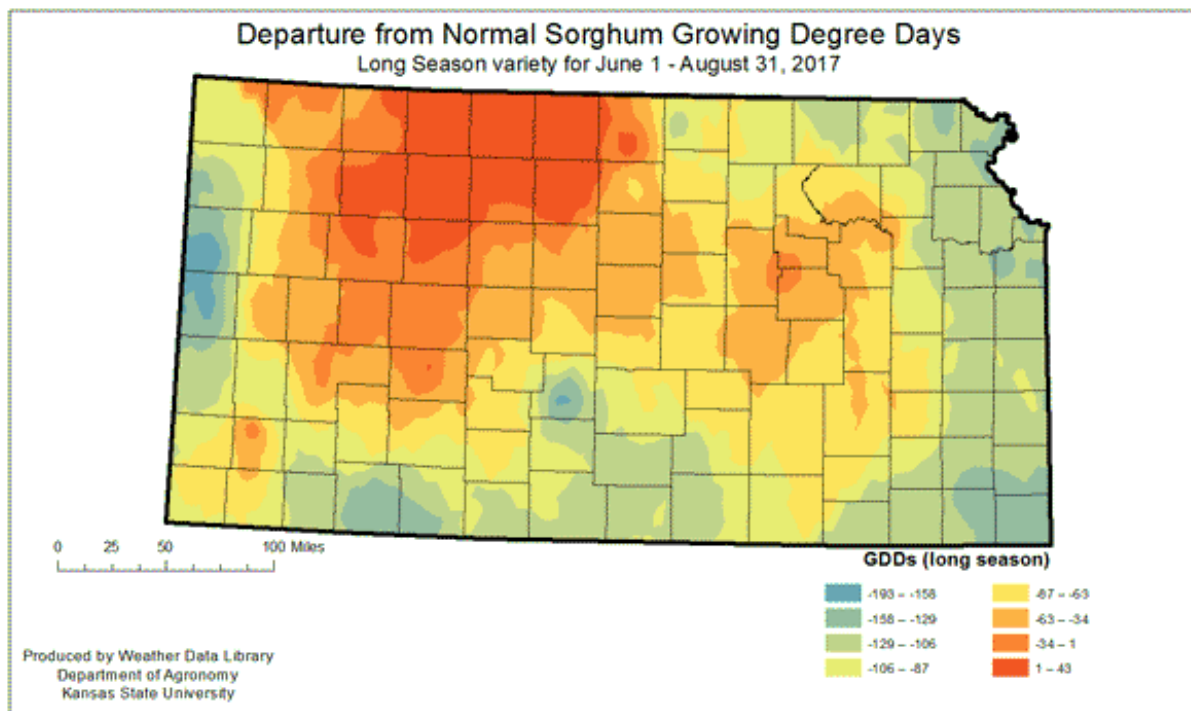 Departure from Normal Sorghum Growing Degree Days
Long Season variety for June 1 - August 31, 2017
0 25 50 100 Miles
GDDs (long season)
-193 – -158 -87 – -63
-158 – -129 -63 – -34
-129 – -106 -34 – 1
-106 – -87 1 – 43
Produced by Weather Data Library
Department of Agronomy
Kansas State University